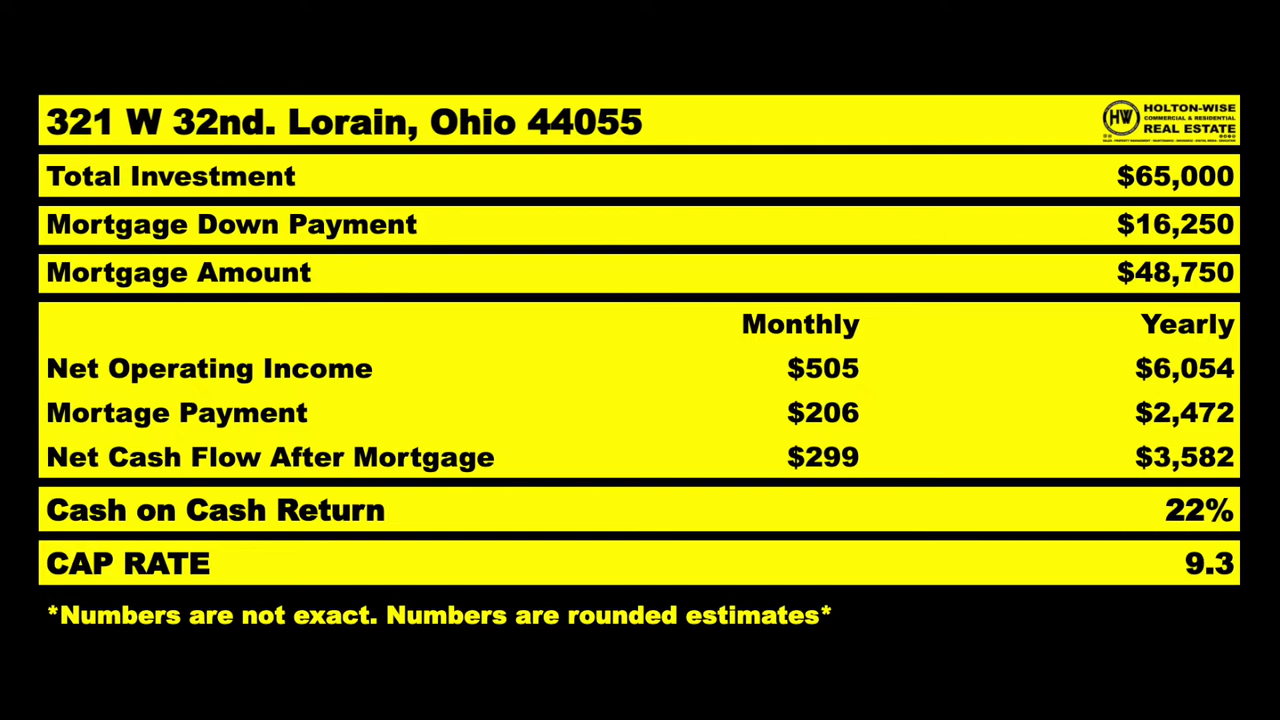 321 W 32nd. Lorain, Ohio 44055
HW HOLTON-WISE
COMMERCIAL & RESIDENTIAL
REAL ESTATE
Total Investment $65,000
Mortgage Down Payment $16,250
Mortgage Amount $48,750
Monthly Yearly
Net Operating Income $505 $6,054
Mortage Payment $206 $2,472
Net Cash Flow After Mortgage $299 $3,582
Cash on Cash Return 22%
CAP RATE 9.3
*Numbers are not exact. Numbers are rounded estimates*